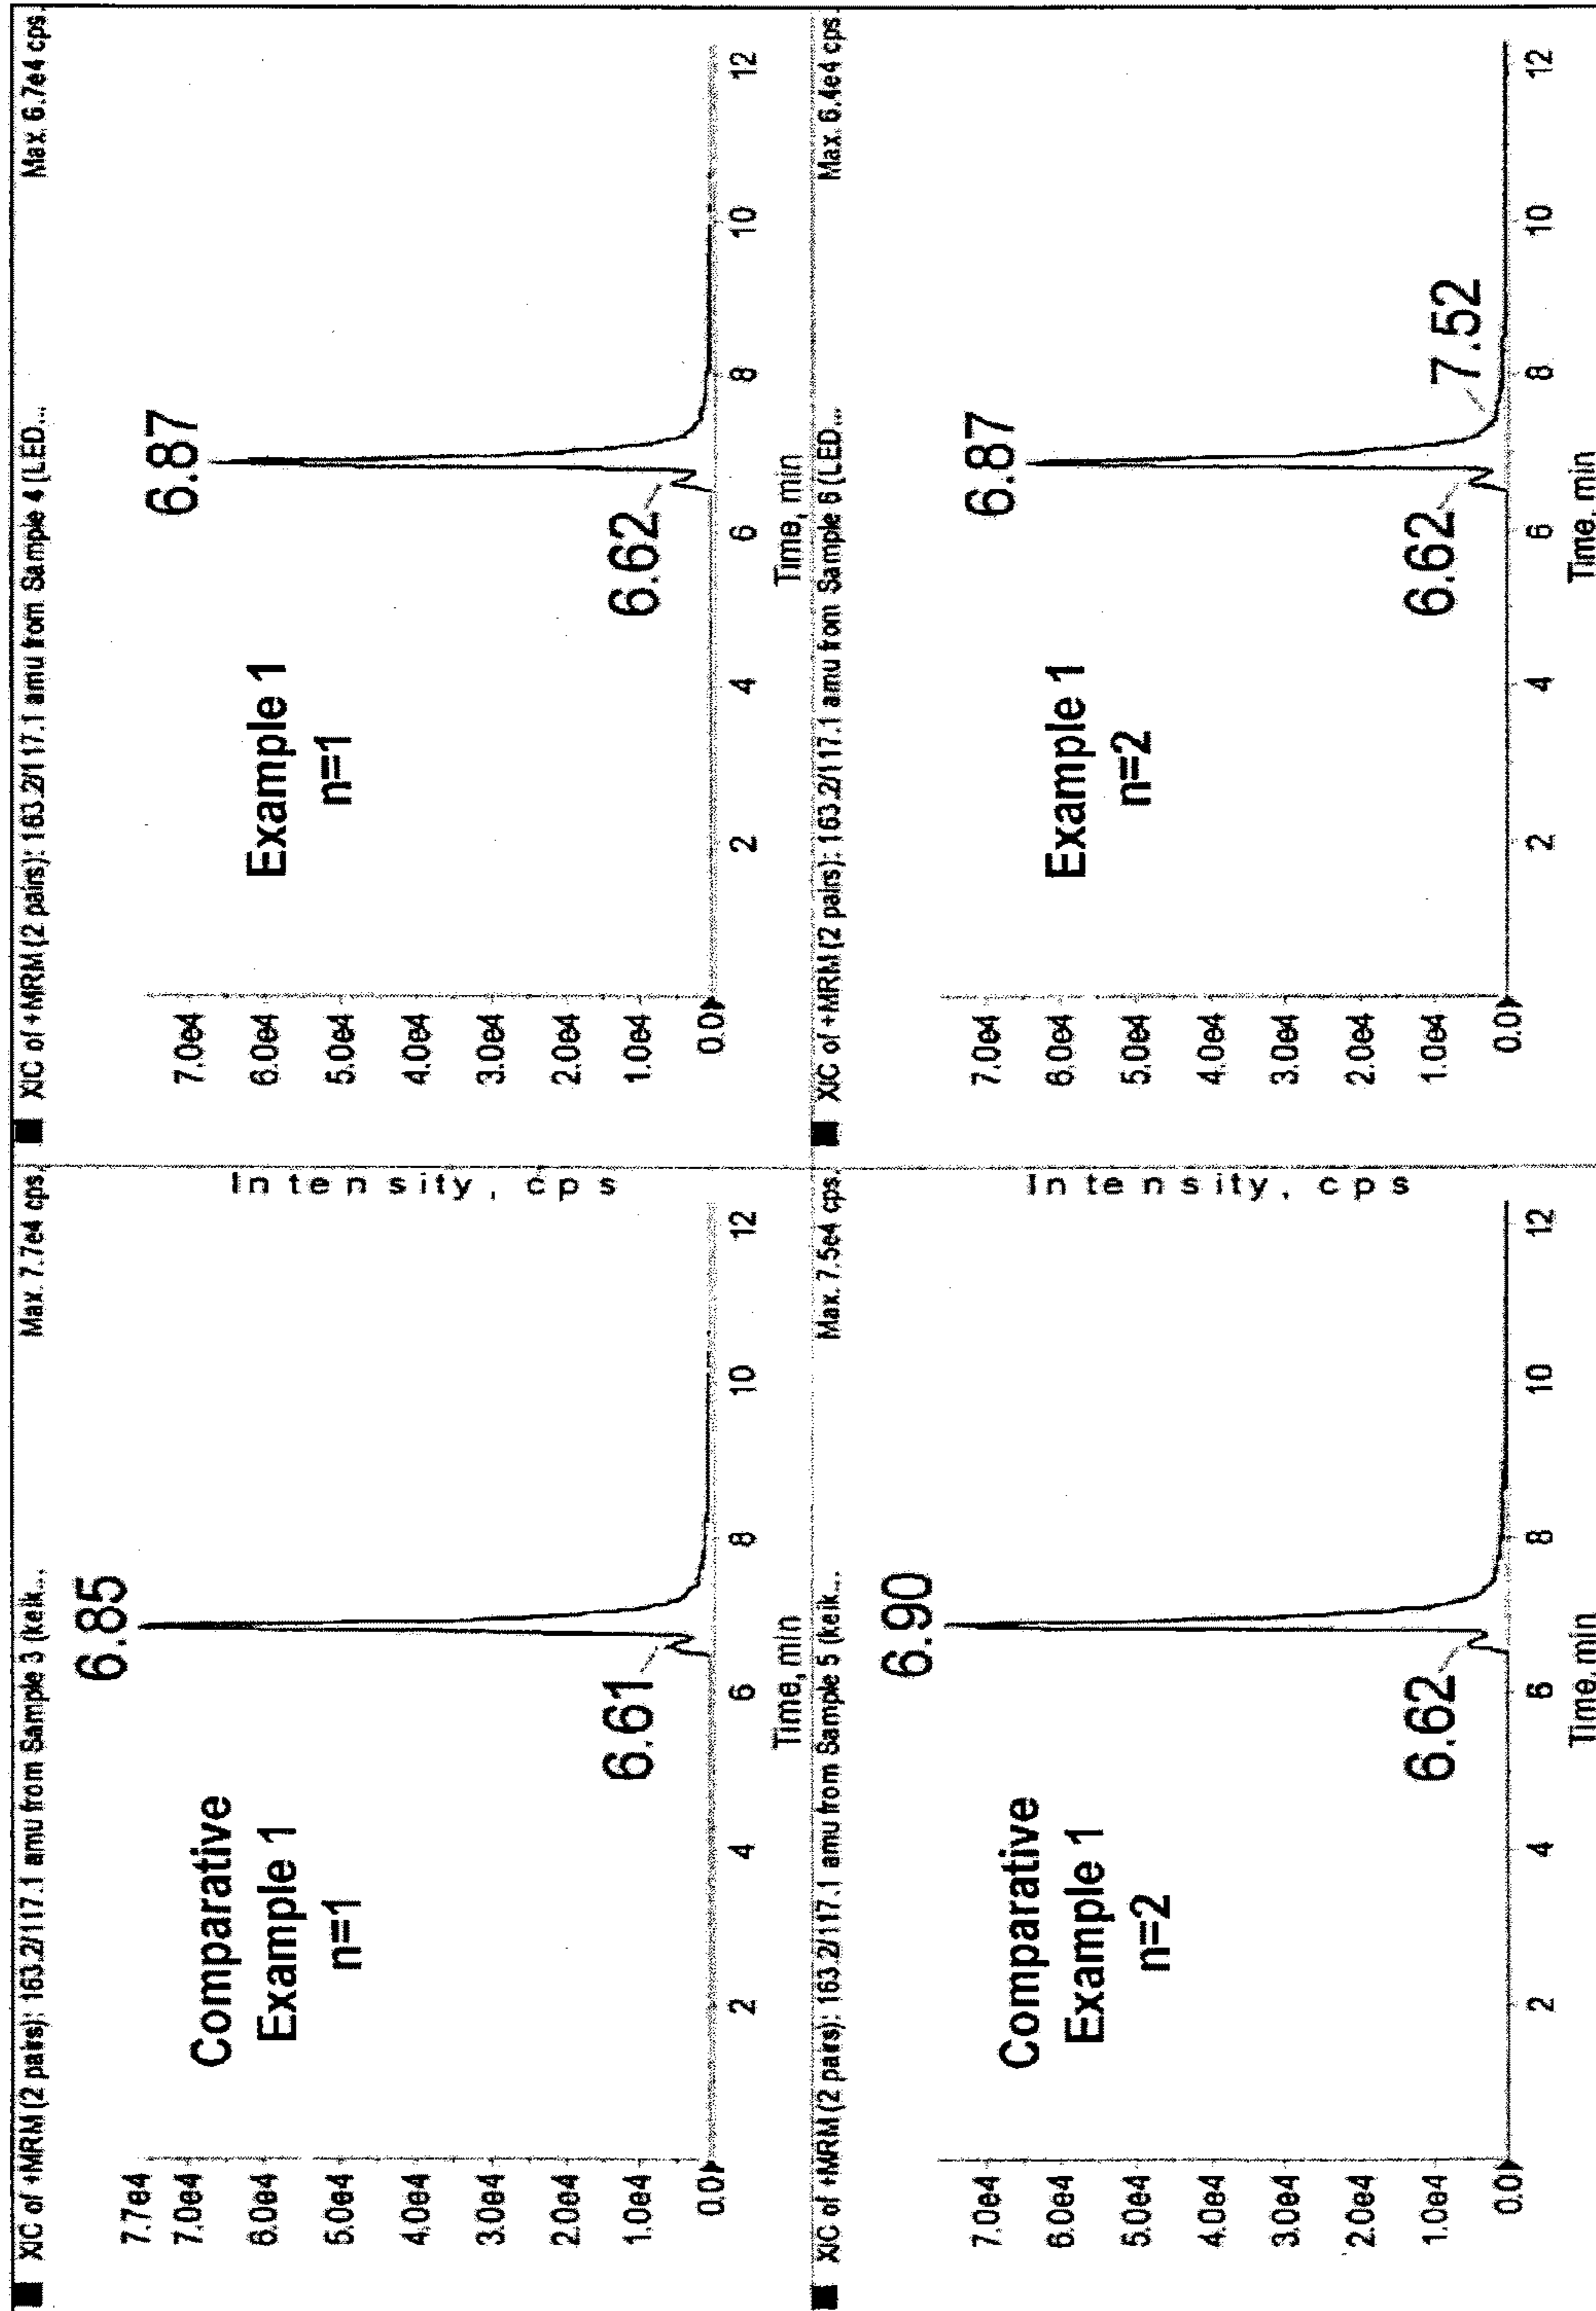 XIC of +MRM (2 pairs): 163.2/117.1 amu from Sample 3 (keik... Max. 7.7e4 cps.
6.85
Comparative
Example 1
n=1
6.61
7.7e4
7.0e4
6.0e4
5.0e4
4.0e4
3.0e4
2.0e4
1.0e4
0.0
2 4 6 8 10 12
Time, min
XIC of +MRM (2 pairs): 163.2/117.1 amu from Sample 4 (LED... Max. 6.7e4 cps.
Intensity, cps
6.87
Example 1
n=1
6.62
7.0e4
6.0e4
5.0e4
4.0e4
3.0e4
2.0e4
1.0e4
0.0
2 4 6 8 10 12
Time, min
XIC of +MRM (2 pairs): 163.2/117.1 amu from Sample 5 (keik... Max. 7.5e4 cps.
6.90
Comparative
Example 1
n=2
6.62
7.0e4
6.0e4
5.0e4
4.0e4
3.0e4
2.0e4
1.0e4
0.0
2 4 6 8 10 12
Time, min
XIC of +MRM (2 pairs): 163.2/117.1 amu from Sample 6 (LED... Max. 6.4e4 cps.
Intensity, cps
6.87
Example 1
n=2
6.62
7.52
7.0e4
6.0e4
5.0e4
4.0e4
3.0e4
2.0e4
1.0e4
0.0
2 4 6 8 10 12
Time, min